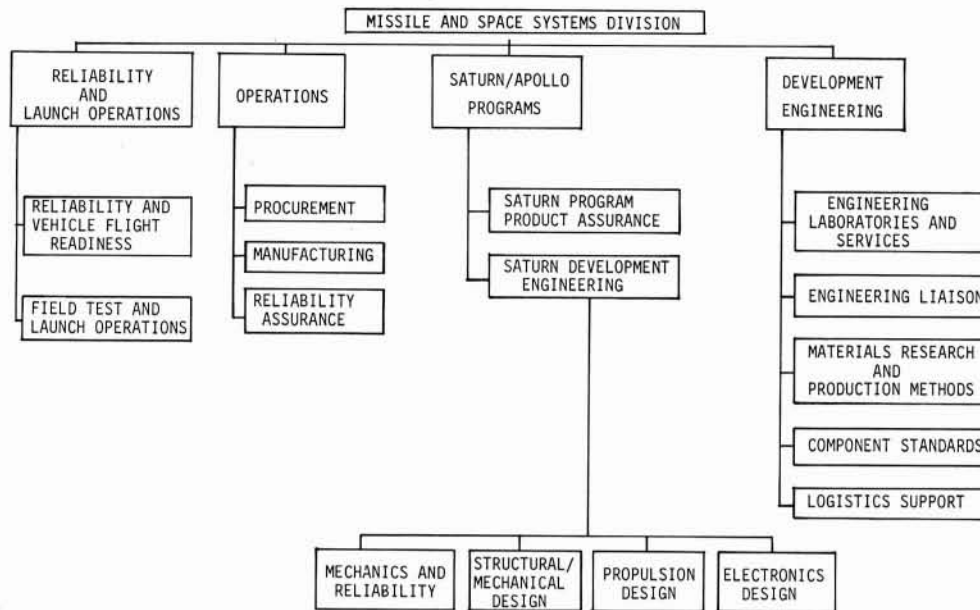 MISSILE AND SPACE SYSTEMS DIVISION
RELIABILITY
AND
LAUNCH OPERATIONS
OPERATIONS
SATURN/APOLLO
PROGRAMS
DEVELOPMENT
ENGINEERING
RELIABILITY AND
VEHICLE FLIGHT
READINESS
FIELD TEST AND
LAUNCH OPERATIONS
PROCUREMENT
MANUFACTURING
RELIABILITY
ASSURANCE
SATURN PROGRAM
PRODUCT ASSURANCE
SATURN DEVELOPMENT
ENGINEERING
ENGINEERING
LABORATORIES AND
SERVICES
ENGINEERING LIAISON
MATERIALS RESEARCH
AND
PRODUCTION METHODS
COMPONENT STANDARDS
LOGISTICS SUPPORT
MECHANICS AND
RELIABILITY
STRUCTURAL/
MECHANICAL
DESIGN
PROPULSION
DESIGN
ELECTRONICS
DESIGN